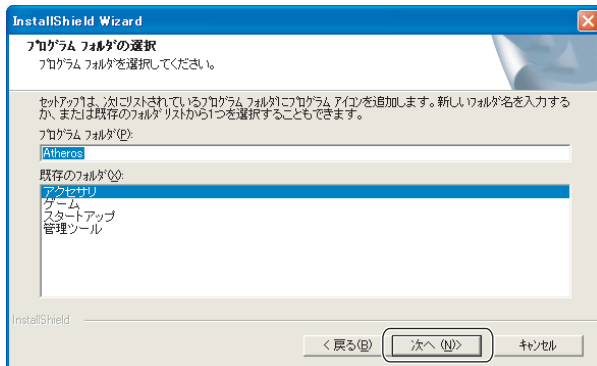 InstallShield Wizard
プログラム フォルダの選択
プログラム フォルダを選択してください。
セットアップは、次にリストされているプログラム フォルダにプログラム アイコンを追加します。新しいフォルダ名を入力する
か、または既存のフォルダ リストから1つを選択することもできます。
プログラム フォルダ(P):
Atheros
既存のフォルダ(X):
アクセサリ
ゲーム
スタートアップ
管理ツール
InstallShield
< 戻る(B)
次へ (N)>
キャンセル